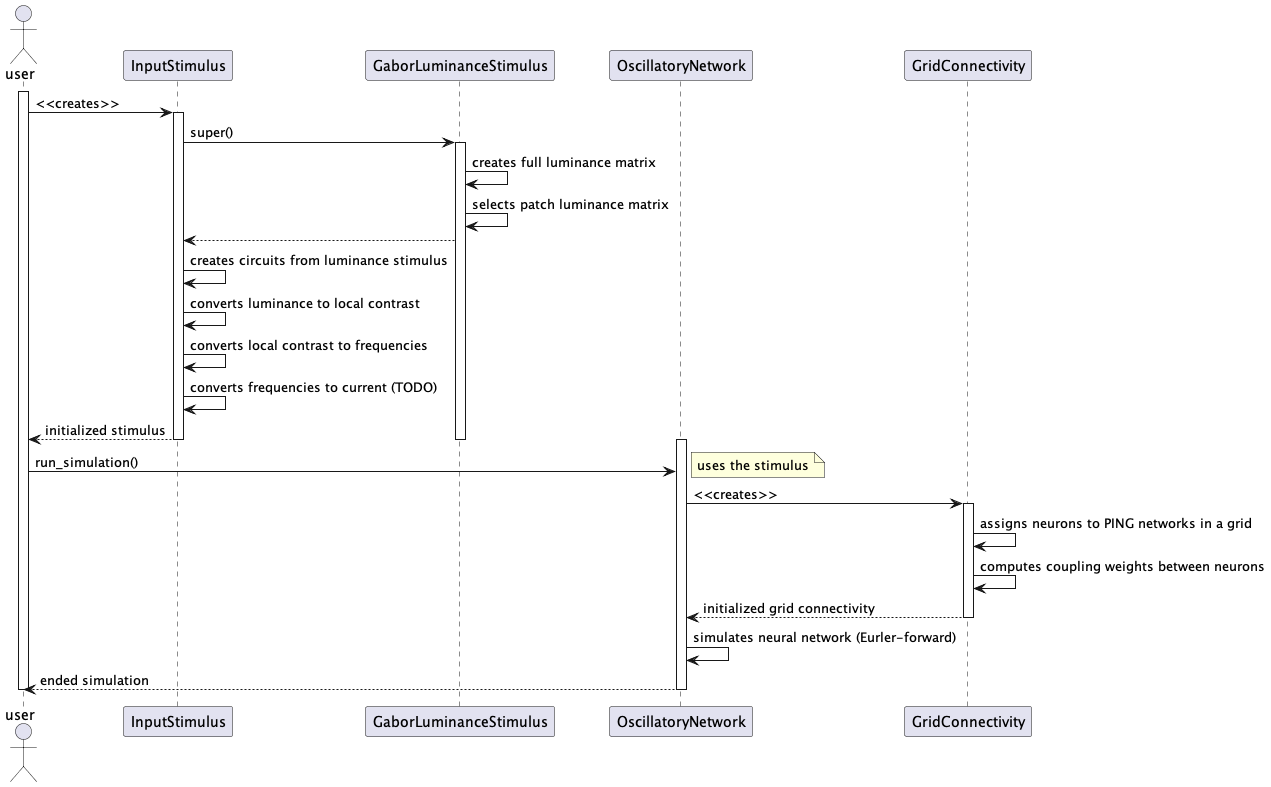 user
InputStimulus
GaborLuminanceStimulus
OscillatoryNetwork
GridConnectivity
<<creates>>
super()
creates full luminance matrix
selects patch luminance matrix
creates circuits from luminance stimulus
converts luminance to local contrast
converts local contrast to frequencies
converts frequencies to current (TODO)
initialized stimulus
run_simulation()
uses the stimulus
<<creates>>
assigns neurons to PING networks in a grid
computes coupling weights between neurons
initialized grid connectivity
simulates neural network (Eurler-forward)
ended simulation
user
InputStimulus
GaborLuminanceStimulus
OscillatoryNetwork
GridConnectivity